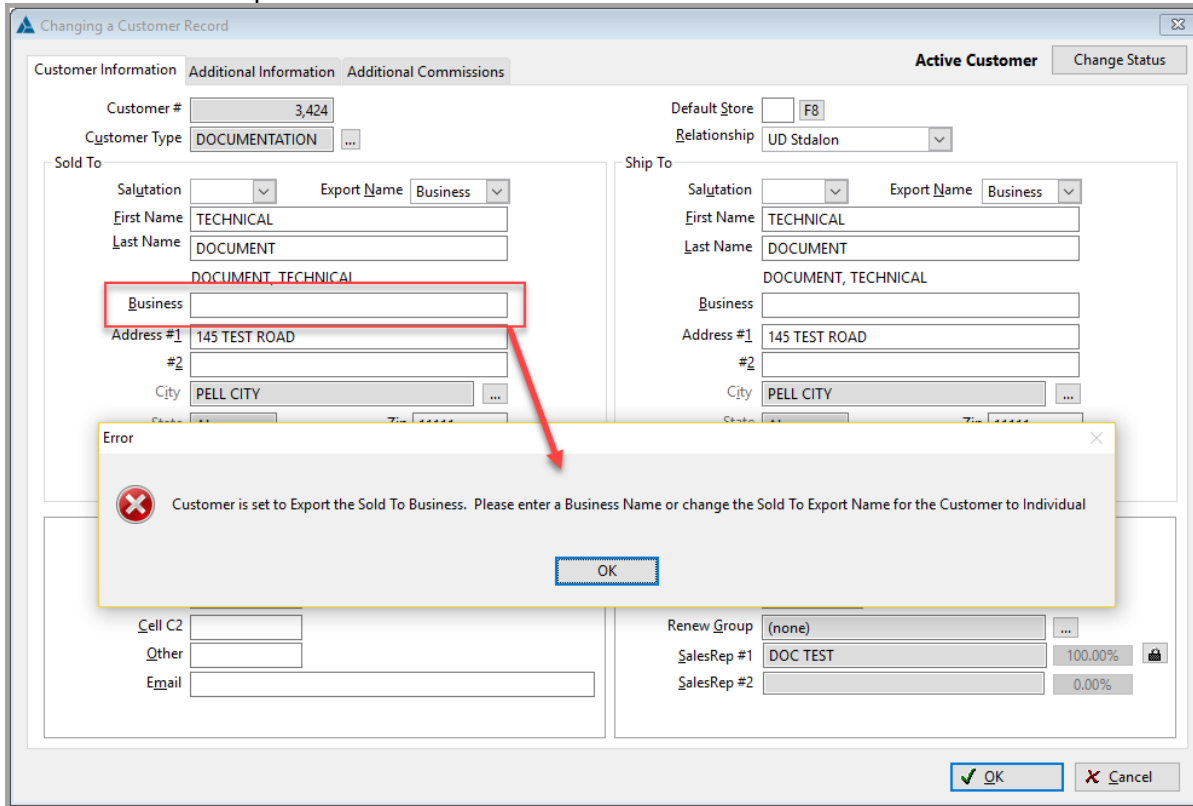 Changing a Customer Record
Customer Information Additional Information Additional Commissions
Active Customer Change Status
Customer # 3,424
Customer Type DOCUMENTATION ...
Default Store F8
Relationship UD Stdalon
Sold To
Salutation Export Name Business
First Name TECHNICAL
Last Name DOCUMENT
DOCUMENT, TECHNICAL
Business
Address #1 145 TEST ROAD
#2
City PELL CITY ...
State Zip 11111
Ship To
Salutation Export Name Business
First Name TECHNICAL
Last Name DOCUMENT
DOCUMENT, TECHNICAL
Business
Address #1 145 TEST ROAD
#2
City PELL CITY ...
State Zip 11111
Error
Customer is set to Export the Sold To Business. Please enter a Business Name or change the Sold To Export Name for the Customer to Individual
OK
Cell C2
Other
Email
Renew Group (none) ...
SalesRep #1 DOC TEST 100.00%
SalesRep #2 0.00%
OK Cancel